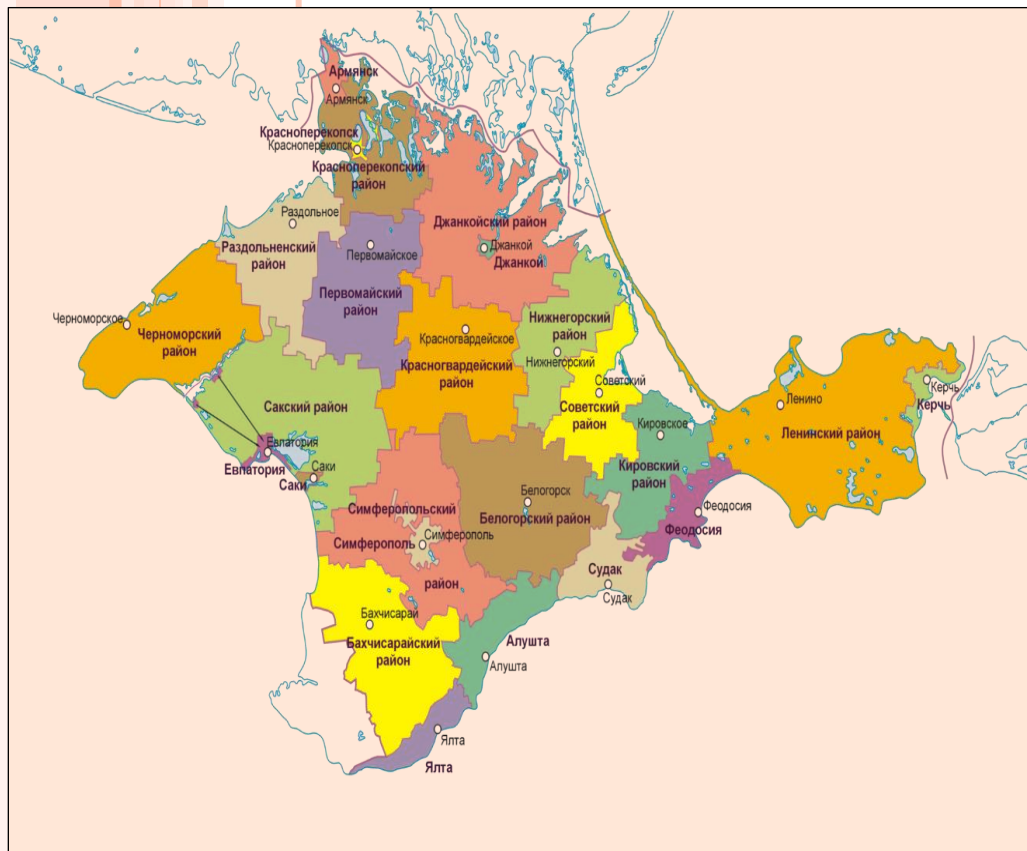 Армянск
Армянск
Красноперекопск
Красноперекопск
Красноперекопский
район
Раздольное
Раздольненский
район
Джанкойский район
Джанкой
Джанкой
Первомайское
Первомайский
район
Черноморское
Черноморский
район
Красногвардейское
Красногвардейский
район
Нижнегорский
район
Нижнегорский
Советский
Советский
район
Сакский район
Евпатория
Евпатория
Саки
Саки
Кировское
Кировский
район
Ленино
Ленинский район
Керчь
Керчь
Феодосия
Феодосия
Белогорск
Белогорский район
Симферопольский
Симферополь
Симферополь
район
Судак
Судак
Бахчисарай
Бахчисарайский
район
Алушта
Алушта
Ялта
Ялта